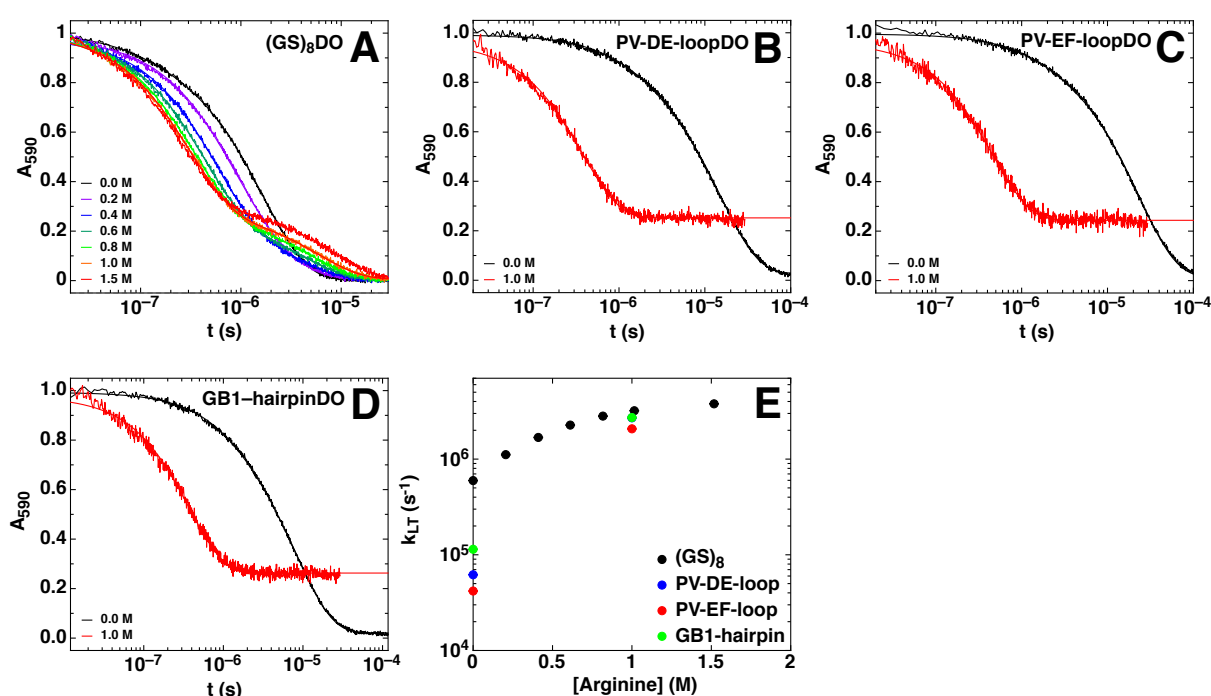 (GS)₈DO A
A₅₉₀
1.0
0.8
0.6
0.4
0.2
0
0.0 M
0.2 M
0.4 M
0.6 M
0.8 M
1.0 M
1.5 M
10⁻⁷ 10⁻⁶ 10⁻⁵
t (s)
PV-DE-loopDO B
A₅₉₀
1.0
0.8
0.6
0.4
0.2
0.0
0.0 M
1.0 M
10⁻⁷ 10⁻⁶ 10⁻⁵ 10⁻⁴
t (s)
PV-EF-loopDO C
A₅₉₀
1.0
0.8
0.6
0.4
0.2
0.0
0.0 M
1.0 M
10⁻⁷ 10⁻⁶ 10⁻⁵ 10⁻⁴
t (s)
GB1–hairpinDO D
A₅₉₀
1.0
0.8
0.6
0.4
0.2
0.0
0.0 M
1.0 M
10⁻⁷ 10⁻⁶ 10⁻⁵ 10⁻⁴
t (s)
E
k_LT (s⁻¹)
10⁶
10⁵
10⁴
(GS)₈
PV-DE-loop
PV-EF-loop
GB1-hairpin
0 0.5 1 1.5 2
[Arginine] (M)